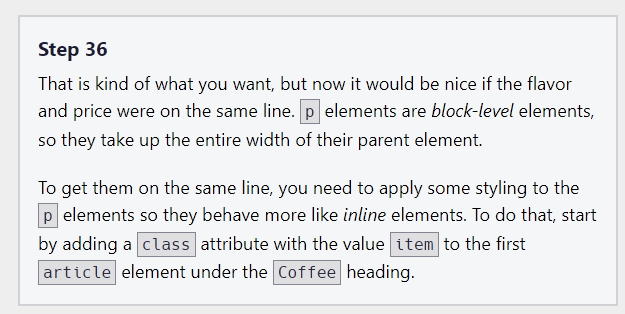 Step 36
That is kind of what you want, but now it would be nice if the flavor
and price were on the same line. p elements are block-level elements,
so they take up the entire width of their parent element.
To get them on the same line, you need to apply some styling to the
p elements so they behave more like inline elements. To do that, start
by adding a class attribute with the value item to the first
article element under the Coffee heading.